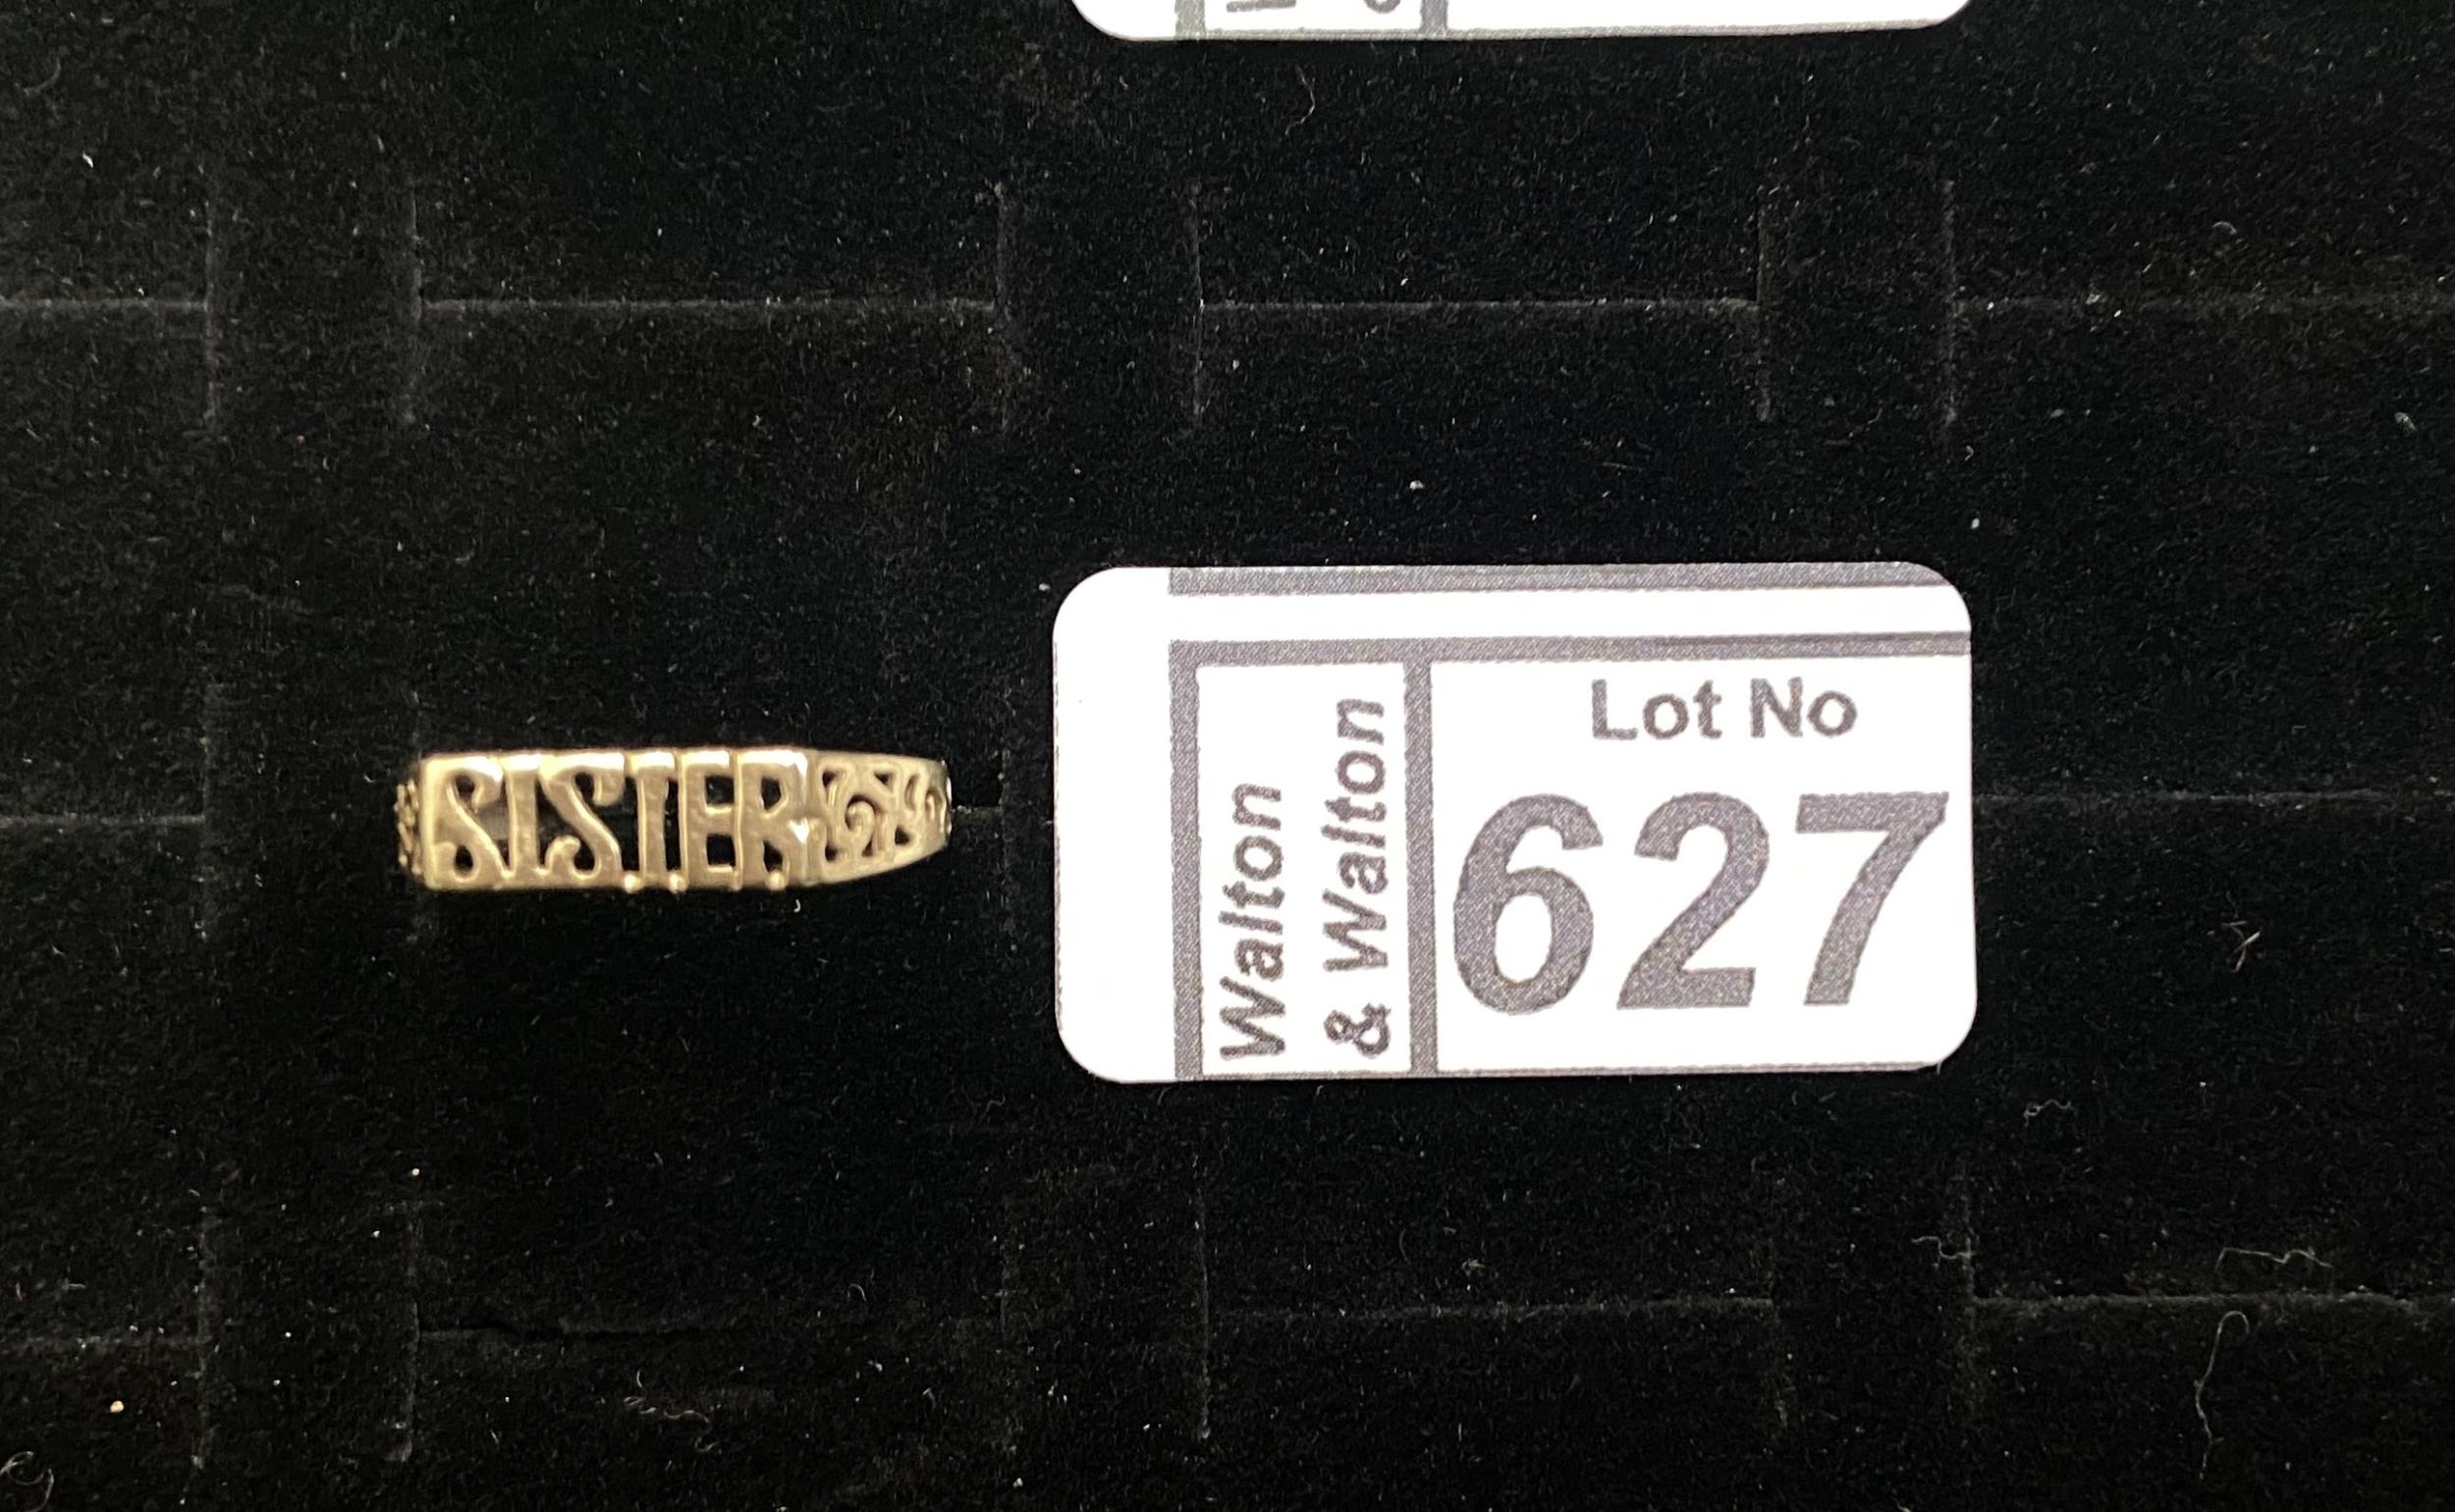 SISTER
Walton
& Walton
Lot No
627